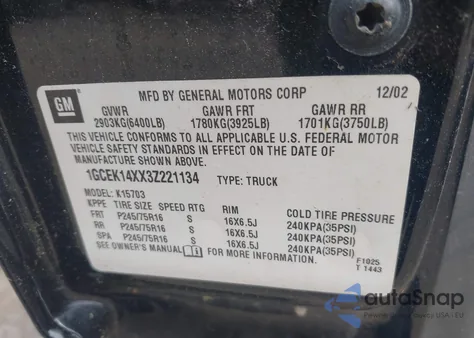 GM
MFD BY GENERAL MOTORS CORP 12/02
GVWR GAWR FRT GAWR RR
2903KG(6400LB) 1780KG(3925LB) 1701KG(3750LB)
THIS VEHICLE CONFORMS TO ALL APPLICABLE U.S. FEDERAL MOTOR
VEHICLE SAFETY STANDARDS IN EFFECT ON THE DATE OF
MANUFACTURE SHOWN ABOVE.
1GCEK14XX3Z221134 TYPE: TRUCK
MODEL: K15703
KPPE TIRE SIZE SPEED RTG RIM COLD TIRE PRESSURE
FRT P245/75R16 S 16X6.5J 240KPA(35PSI)
RR P245/75R16 S 16X6.5J 240KPA(35PSI)
SPA P245/75R16 S 16X6.5J 240KPA(35PSI)
SEE OWNER'S MANUAL FOR MORE INFORMATION. F1025
T 1443
autoSnap